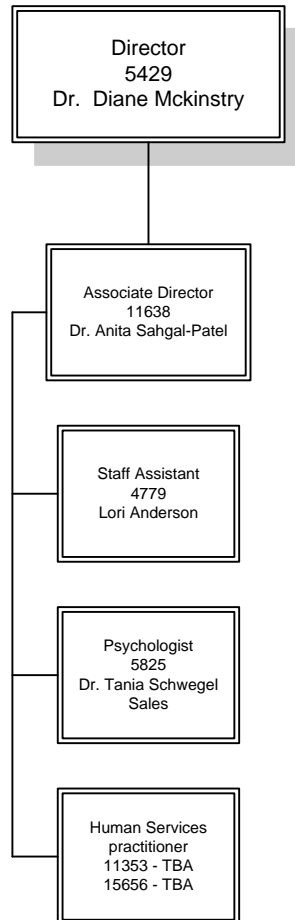 Director
5429
Dr. Diane Mckinstry
Associate Director
11638
Dr. Anita Sahgal-Patel
Staff Assistant
4779
Lori Anderson
Psychologist
5825
Dr. Tania Schwegel
Sales
Human Services
practitioner
11353 - TBA
15656 - TBA